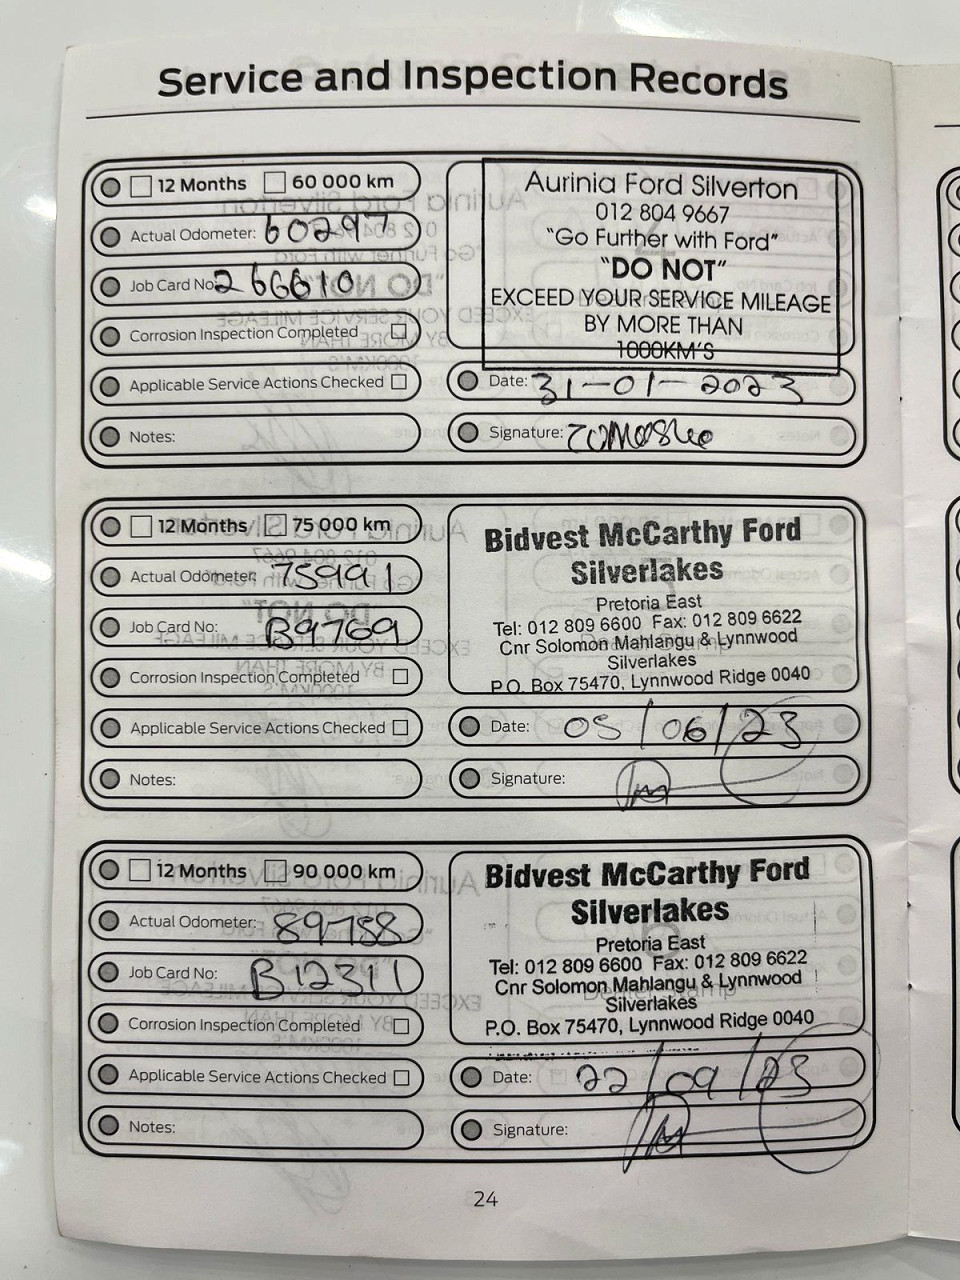 Service and Inspection Records
12 Months 60 000 km
Actual Odometer: 60297
Job Card No: 266610
Corrosion Inspection Completed
Applicable Service Actions Checked
Notes:
Aurinia Ford Silverton
012 804 9667
"Go Further with Ford"
"DO NOT"
EXCEED YOUR SERVICE MILEAGE
BY MORE THAN
1000KM'S
Date: 31-01-2023
Signature:
12 Months 75 000 km
Actual Odometer: 75991
Job Card No: B9769
Corrosion Inspection Completed
Applicable Service Actions Checked
Notes:
Bidvest McCarthy Ford
Silverlakes
Pretoria East
Tel: 012 809 6600 Fax: 012 809 6622
Cnr Solomon Mahlangu & Lynnwood
Silverlakes
P.O. Box 75470, Lynnwood Ridge 0040
Date: 05/06/23
Signature:
12 Months 90 000 km
Actual Odometer: 89788
Job Card No: B12311
Corrosion Inspection Completed
Applicable Service Actions Checked
Notes:
Bidvest McCarthy Ford
Silverlakes
Pretoria East
Tel: 012 809 6600 Fax: 012 809 6622
Cnr Solomon Mahlangu & Lynnwood
Silverlakes
P.O. Box 75470, Lynnwood Ridge 0040
Date: 22/09/23
Signature:
24